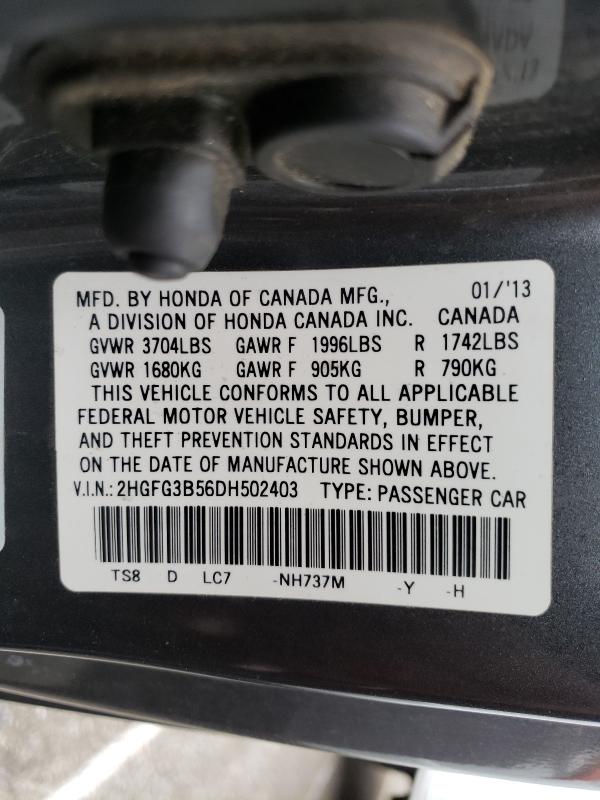 MFD. BY HONDA OF CANADA MFG., 01/'13
A DIVISION OF HONDA CANADA INC. CANADA
GVWR 3704LBS GAWR F 1996LBS R 1742LBS
GVWR 1680KG GAWR F 905KG R 790KG
THIS VEHICLE CONFORMS TO ALL APPLICABLE
FEDERAL MOTOR VEHICLE SAFETY, BUMPER,
AND THEFT PREVENTION STANDARDS IN EFFECT
ON THE DATE OF MANUFACTURE SHOWN ABOVE.
V.I.N.: 2HGFG3B56DH502403 TYPE: PASSENGER CAR
TS8 D LC7 -NH737M -Y -H